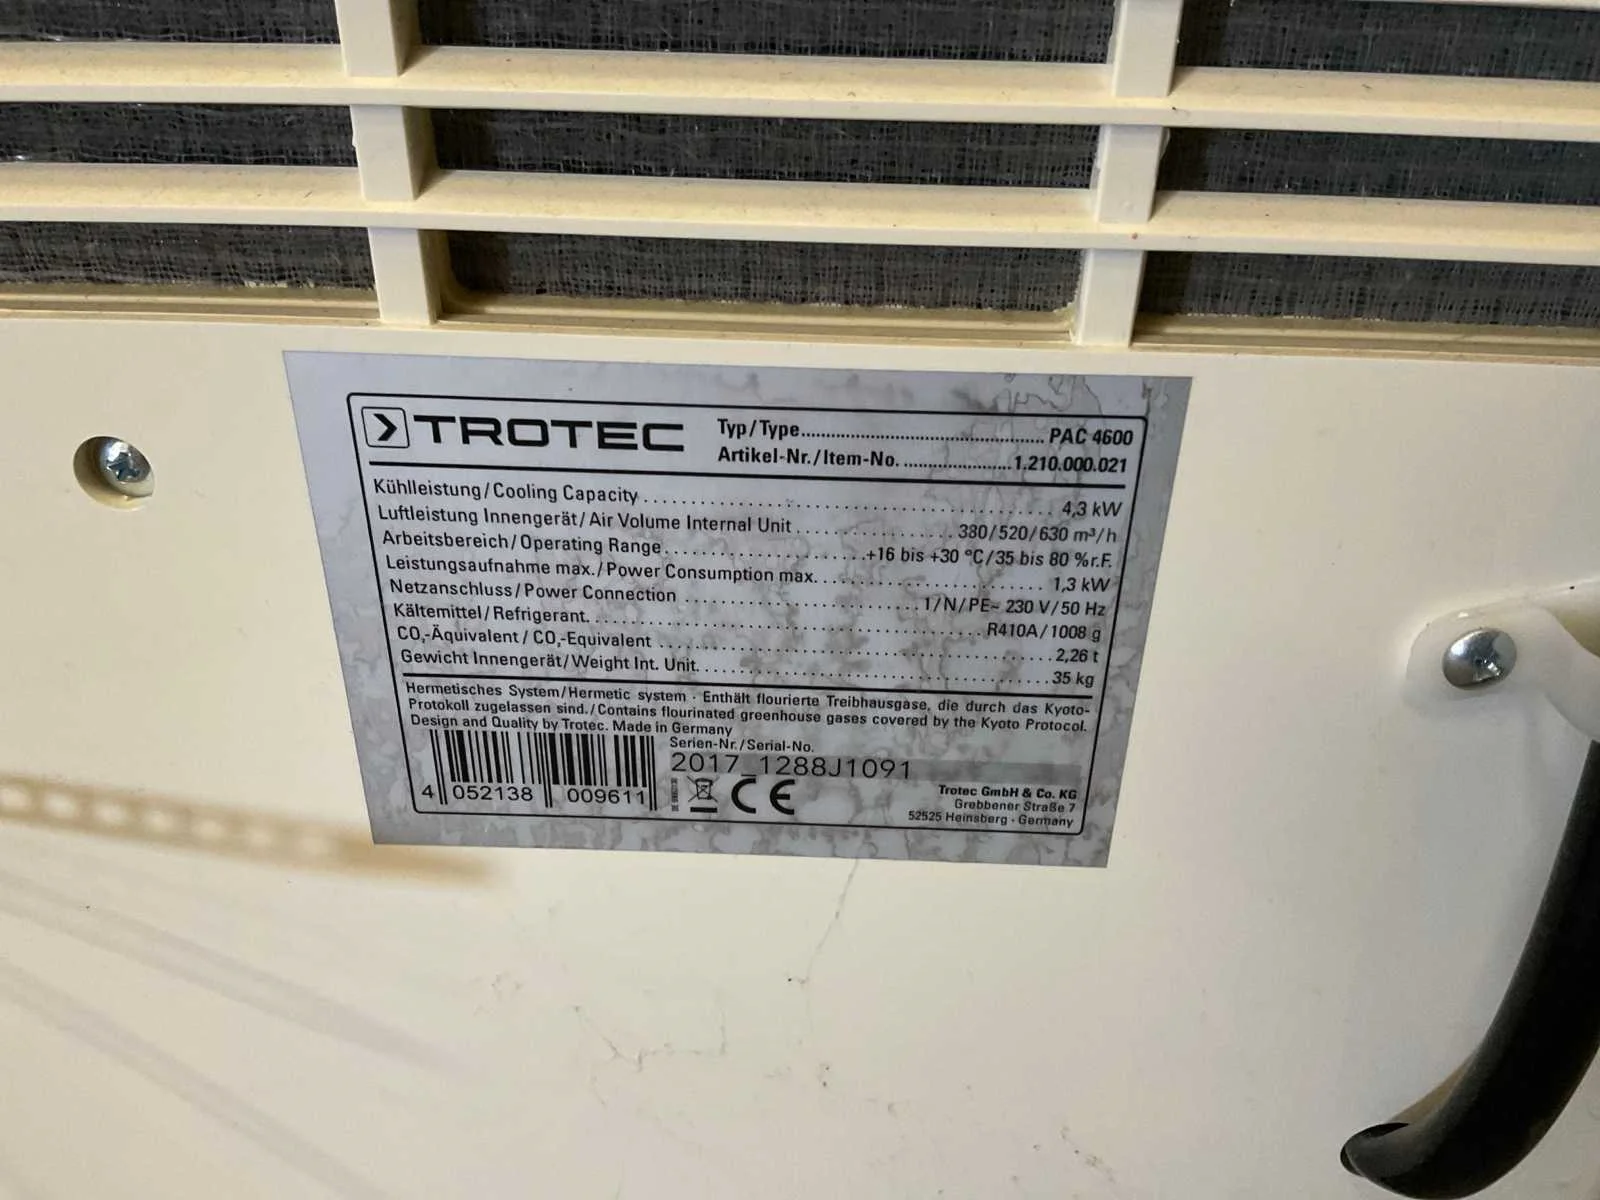 TROTEC
Typ/Type........................................ PAC 4600
Artikel-Nr./Item-No. ......................1.210.000.021
Kühlleistung/Cooling Capacity ........................................ 4,3 kW
Luftleistung Innengerät/Air Volume Internal Unit ............... 380/520/630 m³/h
Arbeitsbereich/Operating Range.....................+16 bis +30 °C/35 bis 80 %r.F.
Leistungsaufnahme max./Power Consumption max. ........................ 1,3 kW
Netzanschluss/Power Connection ........................1/N/PE~ 230 V/50 Hz
Kältemittel/Refrigerant........................................R410A/1008 g
CO₂-Äquivalent/CO₂-Equivalent ........................................2,26 t
Gewicht Innengerät/Weight Int. Unit........................................35 kg
Hermetisches System/Hermetic system · Enthält flourierte Treibhausgase, die durch das Kyoto-
Protokoll zugelassen sind./Contains flourinated greenhouse gases covered by the Kyoto Protocol.
Design and Quality by Trotec. Made in Germany
Serien-Nr./Serial-No.
2017_1288J1091
4 052138 009611
CE
Trotec GmbH & Co. KG
Grebbener Straße 7
52525 Heinsberg · Germany